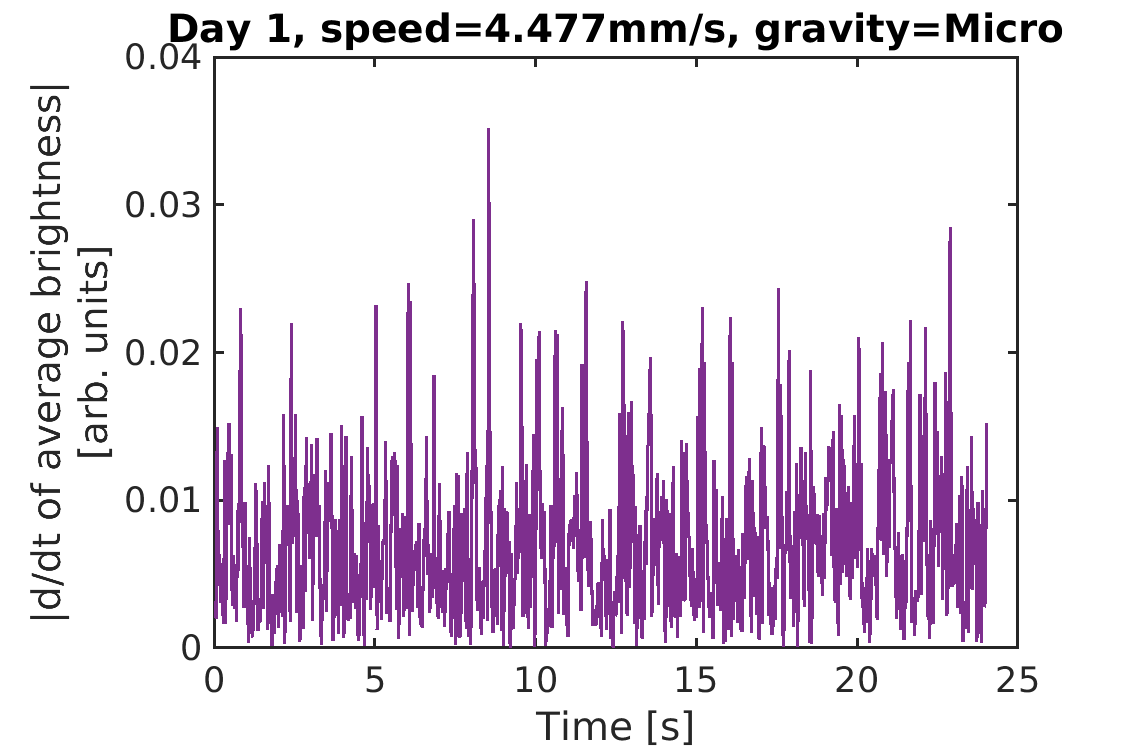 Day 1, speed=4.477mm/s, gravity=Micro
|d/dt of average brightness|
[arb. units]
0.04
0.03
0.02
0.01
0
0 5 10 15 20 25
Time [s]